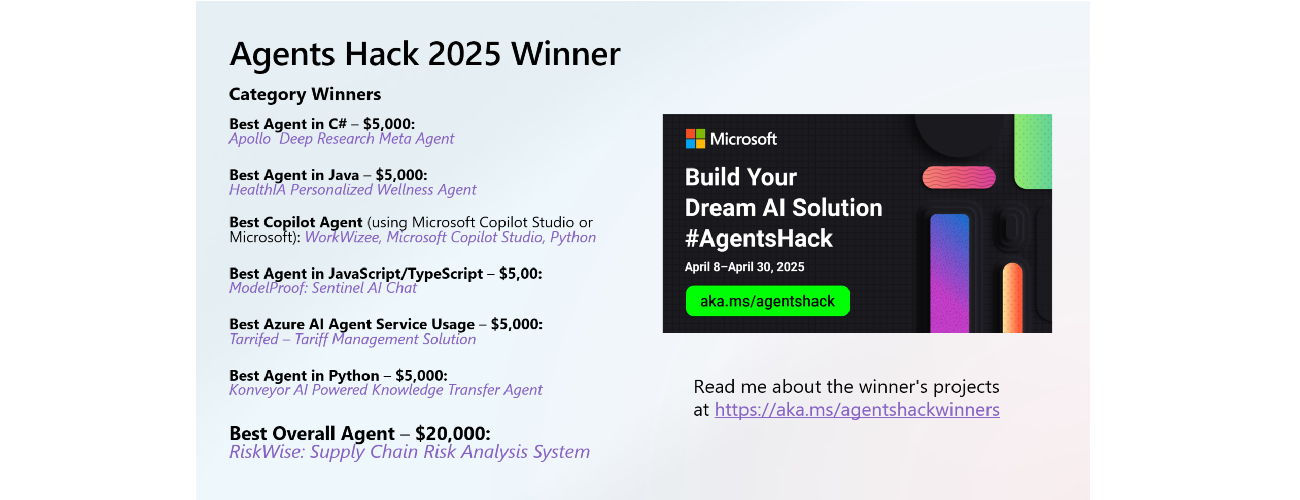 Agents Hack 2025 Winner
Category Winners
Best Agent in C# – $5,000:
Apollo  Deep Research Meta Agent
Best Agent in Java – $5,000:
HealthIA Personalized Wellness Agent
Best Copilot Agent (using Microsoft Copilot Studio or
Microsoft): WorkWizee, Microsoft Copilot Studio, Python
Best Agent in JavaScript/TypeScript – $5,00:
ModelProof: Sentinel AI Chat
Best Azure AI Agent Service Usage – $5,000:
Tarrifed – Tariff Management Solution
Best Agent in Python – $5,000:
Konveyor AI Powered Knowledge Transfer Agent
Best Overall Agent – $20,000:
RiskWise: Supply Chain Risk Analysis System
Microsoft
Build Your
Dream AI Solution
#AgentsHack
April 8–April 30, 2025
aka.ms/agentshack
Read me about the winner's projects
at https://aka.ms/agentshackwinners